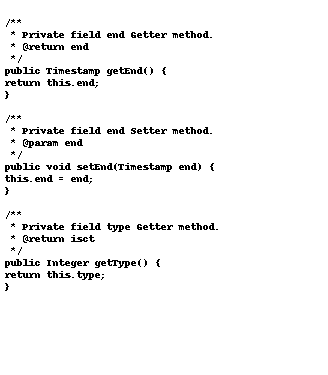 /**
 * Private field end Getter method.
 * @return end
 */
public Timestamp getEnd() {
return this.end;
}

/**
 * Private field end Setter method.
 * @param end
 */
public void setEnd(Timestamp end) {
this.end = end;
}

/**
 * Private field type Getter method.
 * @return isct
 */
public Integer getType() {
return this.type;
}